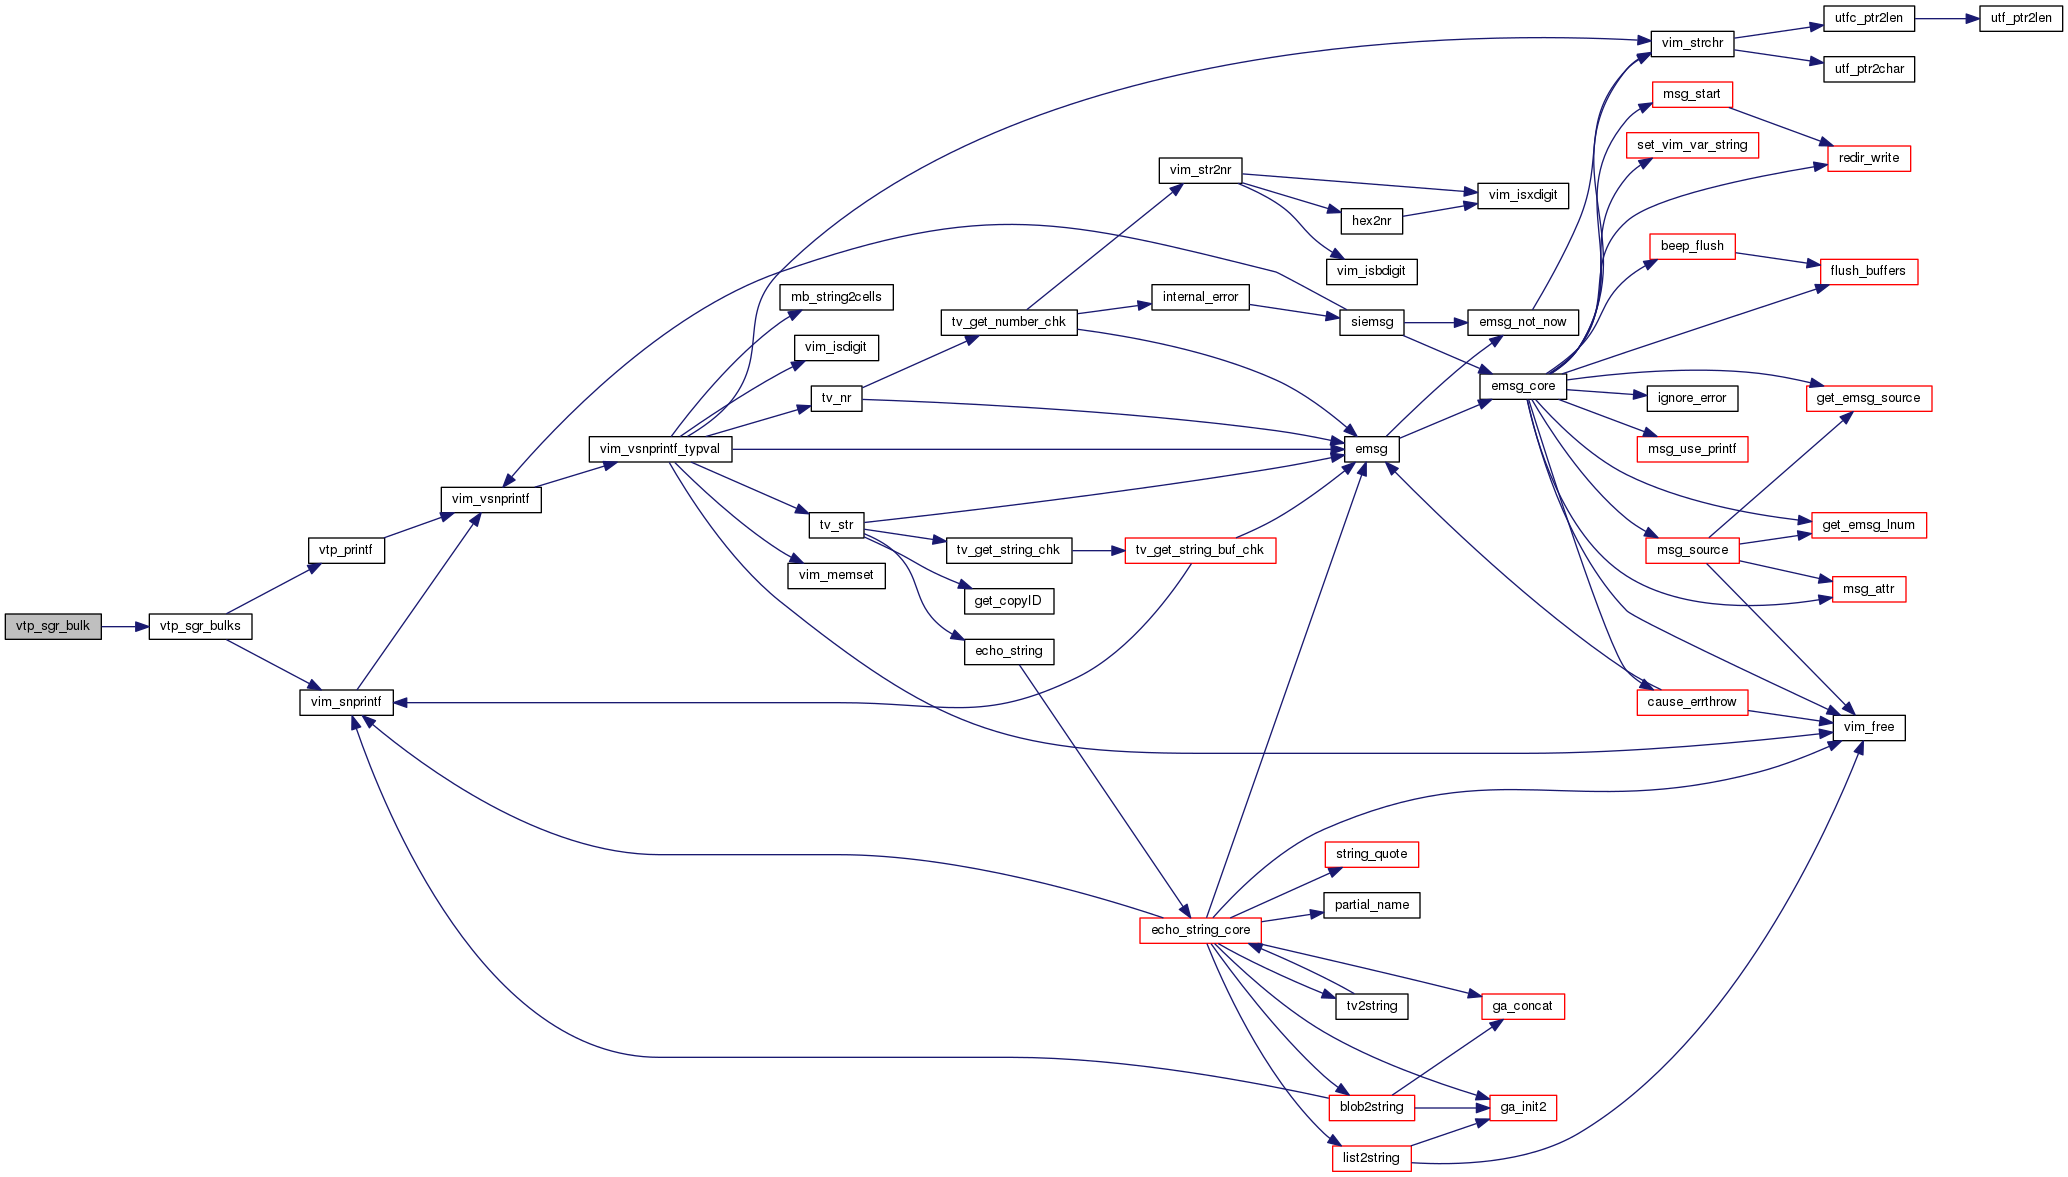 utfc_ptr2len
utf_ptr2len
vim_strchr
utf_ptr2char
msg_start
set_vim_var_string
redir_write
vim_str2nr
vim_isxdigit
hex2nr
beep_flush
vim_isbdigit
flush_buffers
mb_string2cells
internal_error
tv_get_number_chk
siemsg
emsg_not_now
vim_isdigit
emsg_core
tv_nr
ignore_error
get_emsg_source
vim_vsnprintf_typval
emsg
msg_use_printf
vim_vsnprintf
tv_str
get_emsg_lnum
vtp_printf
tv_get_string_chk
tv_get_string_buf_chk
msg_source
vim_memset
msg_attr
get_copyID
vtp_sgr_bulk
vtp_sgr_bulks
echo_string
vim_snprintf
cause_errthrow
vim_free
string_quote
partial_name
echo_string_core
tv2string
ga_concat
blob2string
ga_init2
list2string